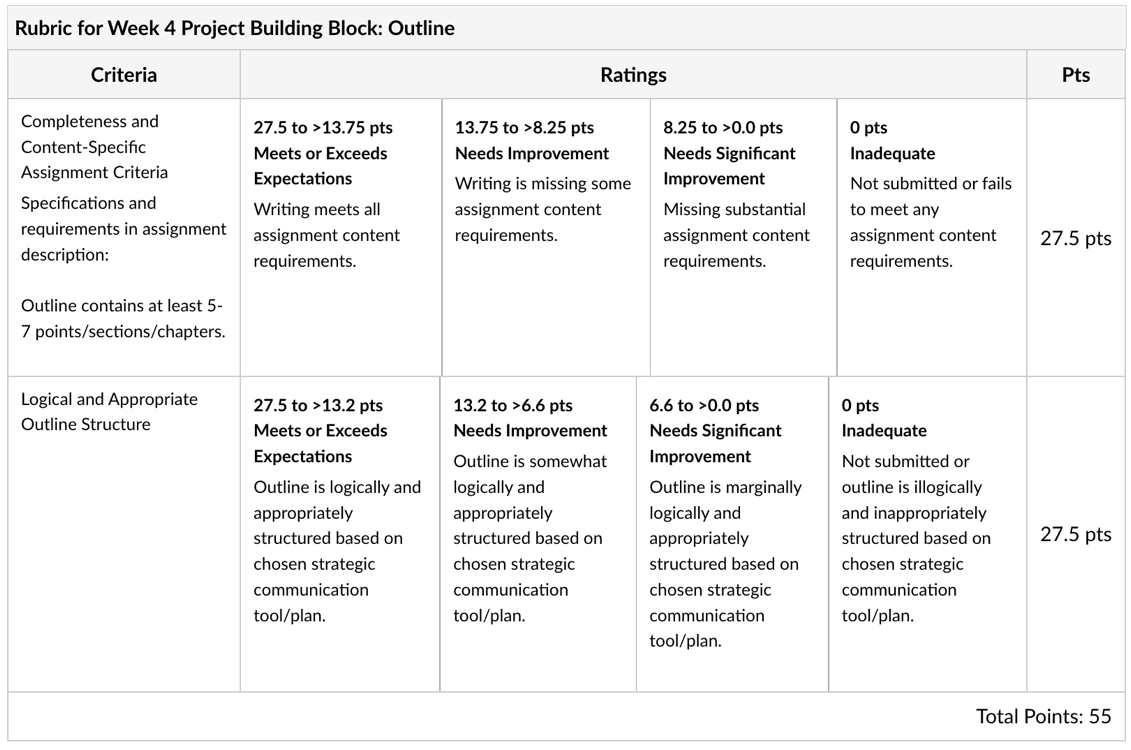 Rubric for Week 4 Project Building Block: Outline
Criteria
Ratings
Pts
Completeness and
Content-Specific
Assignment Criteria
Specifications and
requirements in assignment
description:
Outline contains at least 5-
7 points/sections/chapters.
27.5 to >13.75 pts
Meets or Exceeds
Expectations
Writing meets all
assignment content
requirements.
13.75 to >8.25 pts
Needs Improvement
Writing is missing some
assignment content
requirements.
8.25 to >0.0 pts
Needs Significant
Improvement
Missing substantial
assignment content
requirements.
0 pts
Inadequate
Not submitted or fails
to meet any
assignment content
requirements.
27.5 pts
Logical and Appropriate
Outline Structure
27.5 to >13.2 pts
Meets or Exceeds
Expectations
Outline is logically and
appropriately
structured based on
chosen strategic
communication
tool/plan.
13.2 to >6.6 pts
Needs Improvement
Outline is somewhat
logically and
appropriately
structured based on
chosen strategic
communication
tool/plan.
6.6 to >0.0 pts
Needs Significant
Improvement
Outline is marginally
logically and
appropriately
structured based on
chosen strategic
communication
tool/plan.
0 pts
Inadequate
Not submitted or
outline is illogically
and inappropriately
structured based on
chosen strategic
communication
tool/plan.
27.5 pts
Total Points: 55